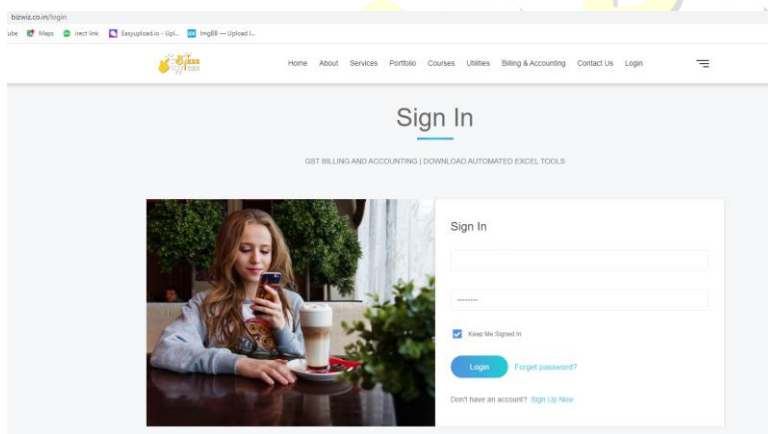 bizwiz.co.in/login
Maps
irect link
Easyupload.io - Upl...
ImgBB — Upload I...
Home About Services Portfolio Courses Utilities Billing & Accounting Contact Us Login
Sign In
GST BILLING AND ACCOUNTING | DOWNLOAD AUTOMATED EXCEL TOOLS
Sign In
Keep Me Signed In
Login Forget password?
Don't have an account? Sign Up Now